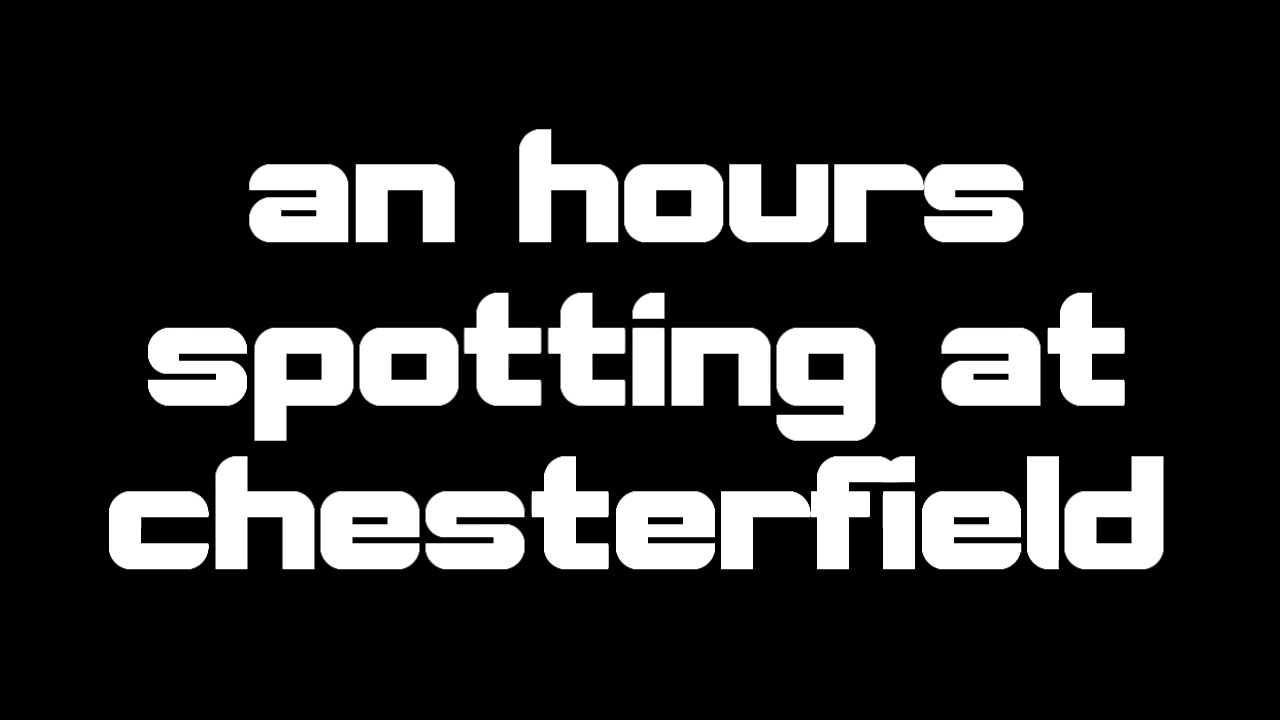 an hours
spotting at
chesterfield